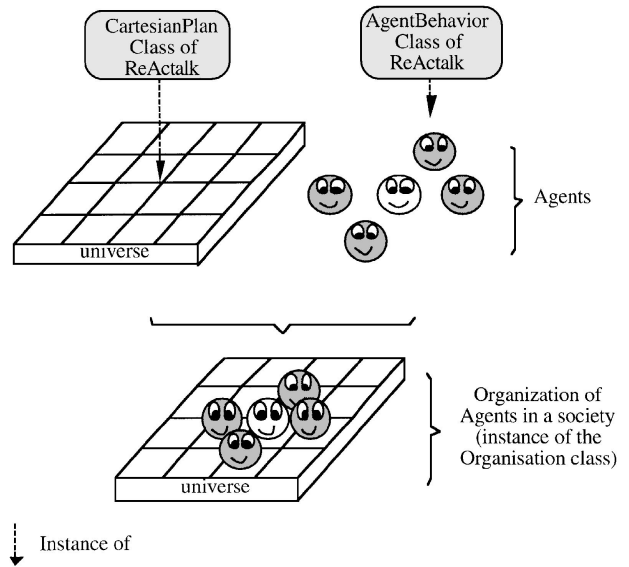 CartesianPlan
Class of
ReActalk
AgentBehavior
Class of
ReActalk
Agents
universe
Organization of
Agents in a society
(instance of the
Organisation class)
universe
Instance of